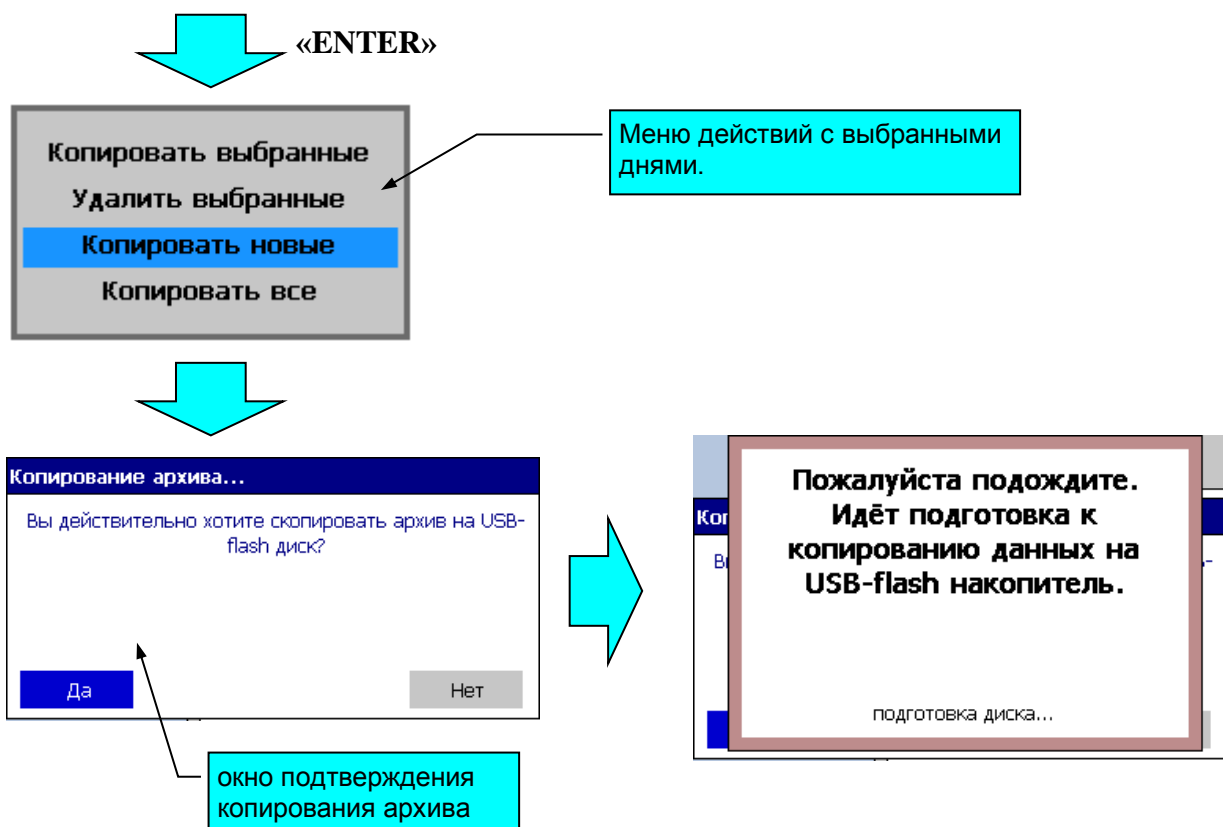 «ENTER»
Копировать выбранные
Удалить выбранные
Копировать новые
Копировать все
Меню действий с выбранными
днями.
Копирование архива...
Вы действительно хотите скопировать архив на USB-
flash диск?
Да
Нет
окно подтверждения
копирования архива
Пожалуйста подождите.
Идёт подготовка к
копированию данных на
USB-flash накопитель.
подготовка диска...